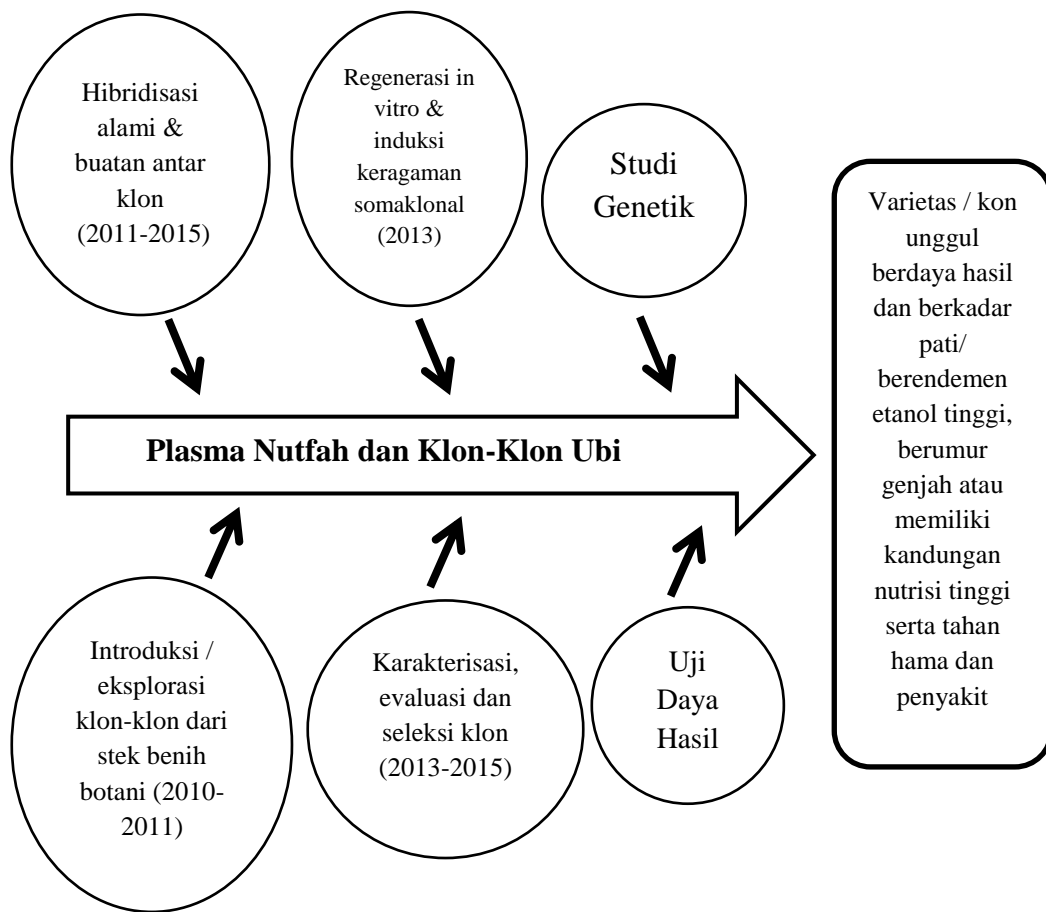 Hibridisasi
alami &
buatan antar
klon
(2011-2015)
Regenerasi in
vitro &
induksi
keragaman
somaklonal
(2013)
Studi
Genetik
Varietas / kon
unggul
berdaya hasil
dan berkadar
pati/
berendemen
etanol tinggi,
berumur
genjah atau
memiliki
kandungan
nutrisi tinggi
serta tahan
hama dan
penyakit
Plasma Nutfah dan Klon-Klon Ubi
Introduksi /
eksplorasi
klon-klon dari
stek benih
botani (2010-
2011)
Karakterisasi,
evaluasi dan
seleksi klon
(2013-2015)
Uji
Daya
Hasil